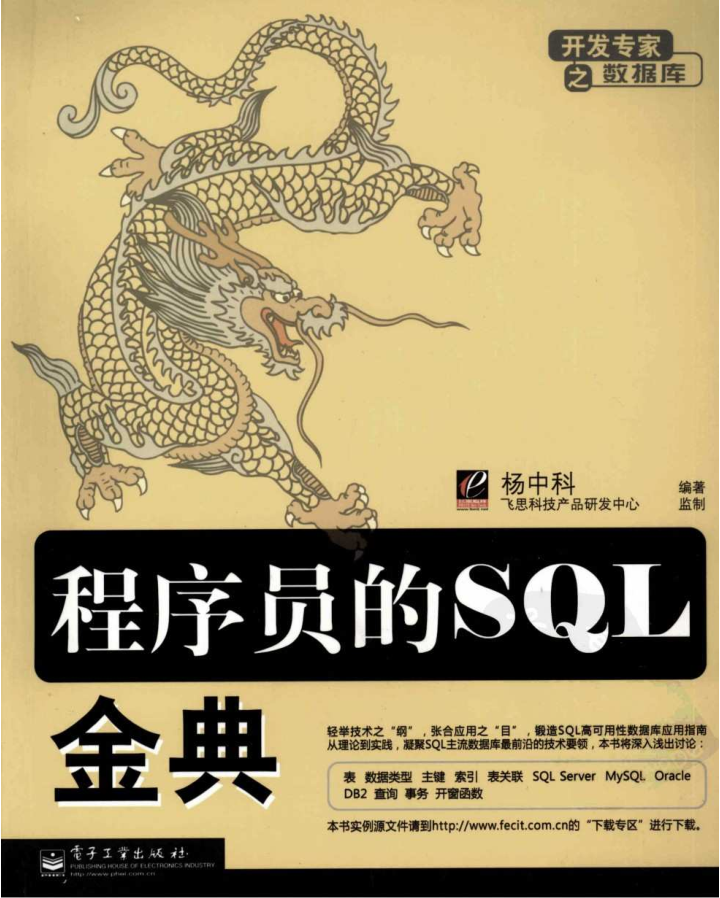 开发专家
之 数据库
杨中科 编著
飞思科技产品研发中心 监制
程序员的SQL
金典
轻举技术之“纲”，张合应用之“目”，锻造SQL高可用性数据库应用指南
从理论到实践，凝聚SQL主流数据库最前沿的技术要领，本书将深入浅出讨论：
表 数据类型 主键 索引 表关联 SQL Server MySQL Oracle
DB2 查询 事务 开窗函数
本书实例源文件请到http://www.fecit.com.cn的“下载专区”进行下载。
電子工業出版社
PUBLISHING HOUSE OF ELECTRONICS INDUSTRY
http://www.phei.com.cn